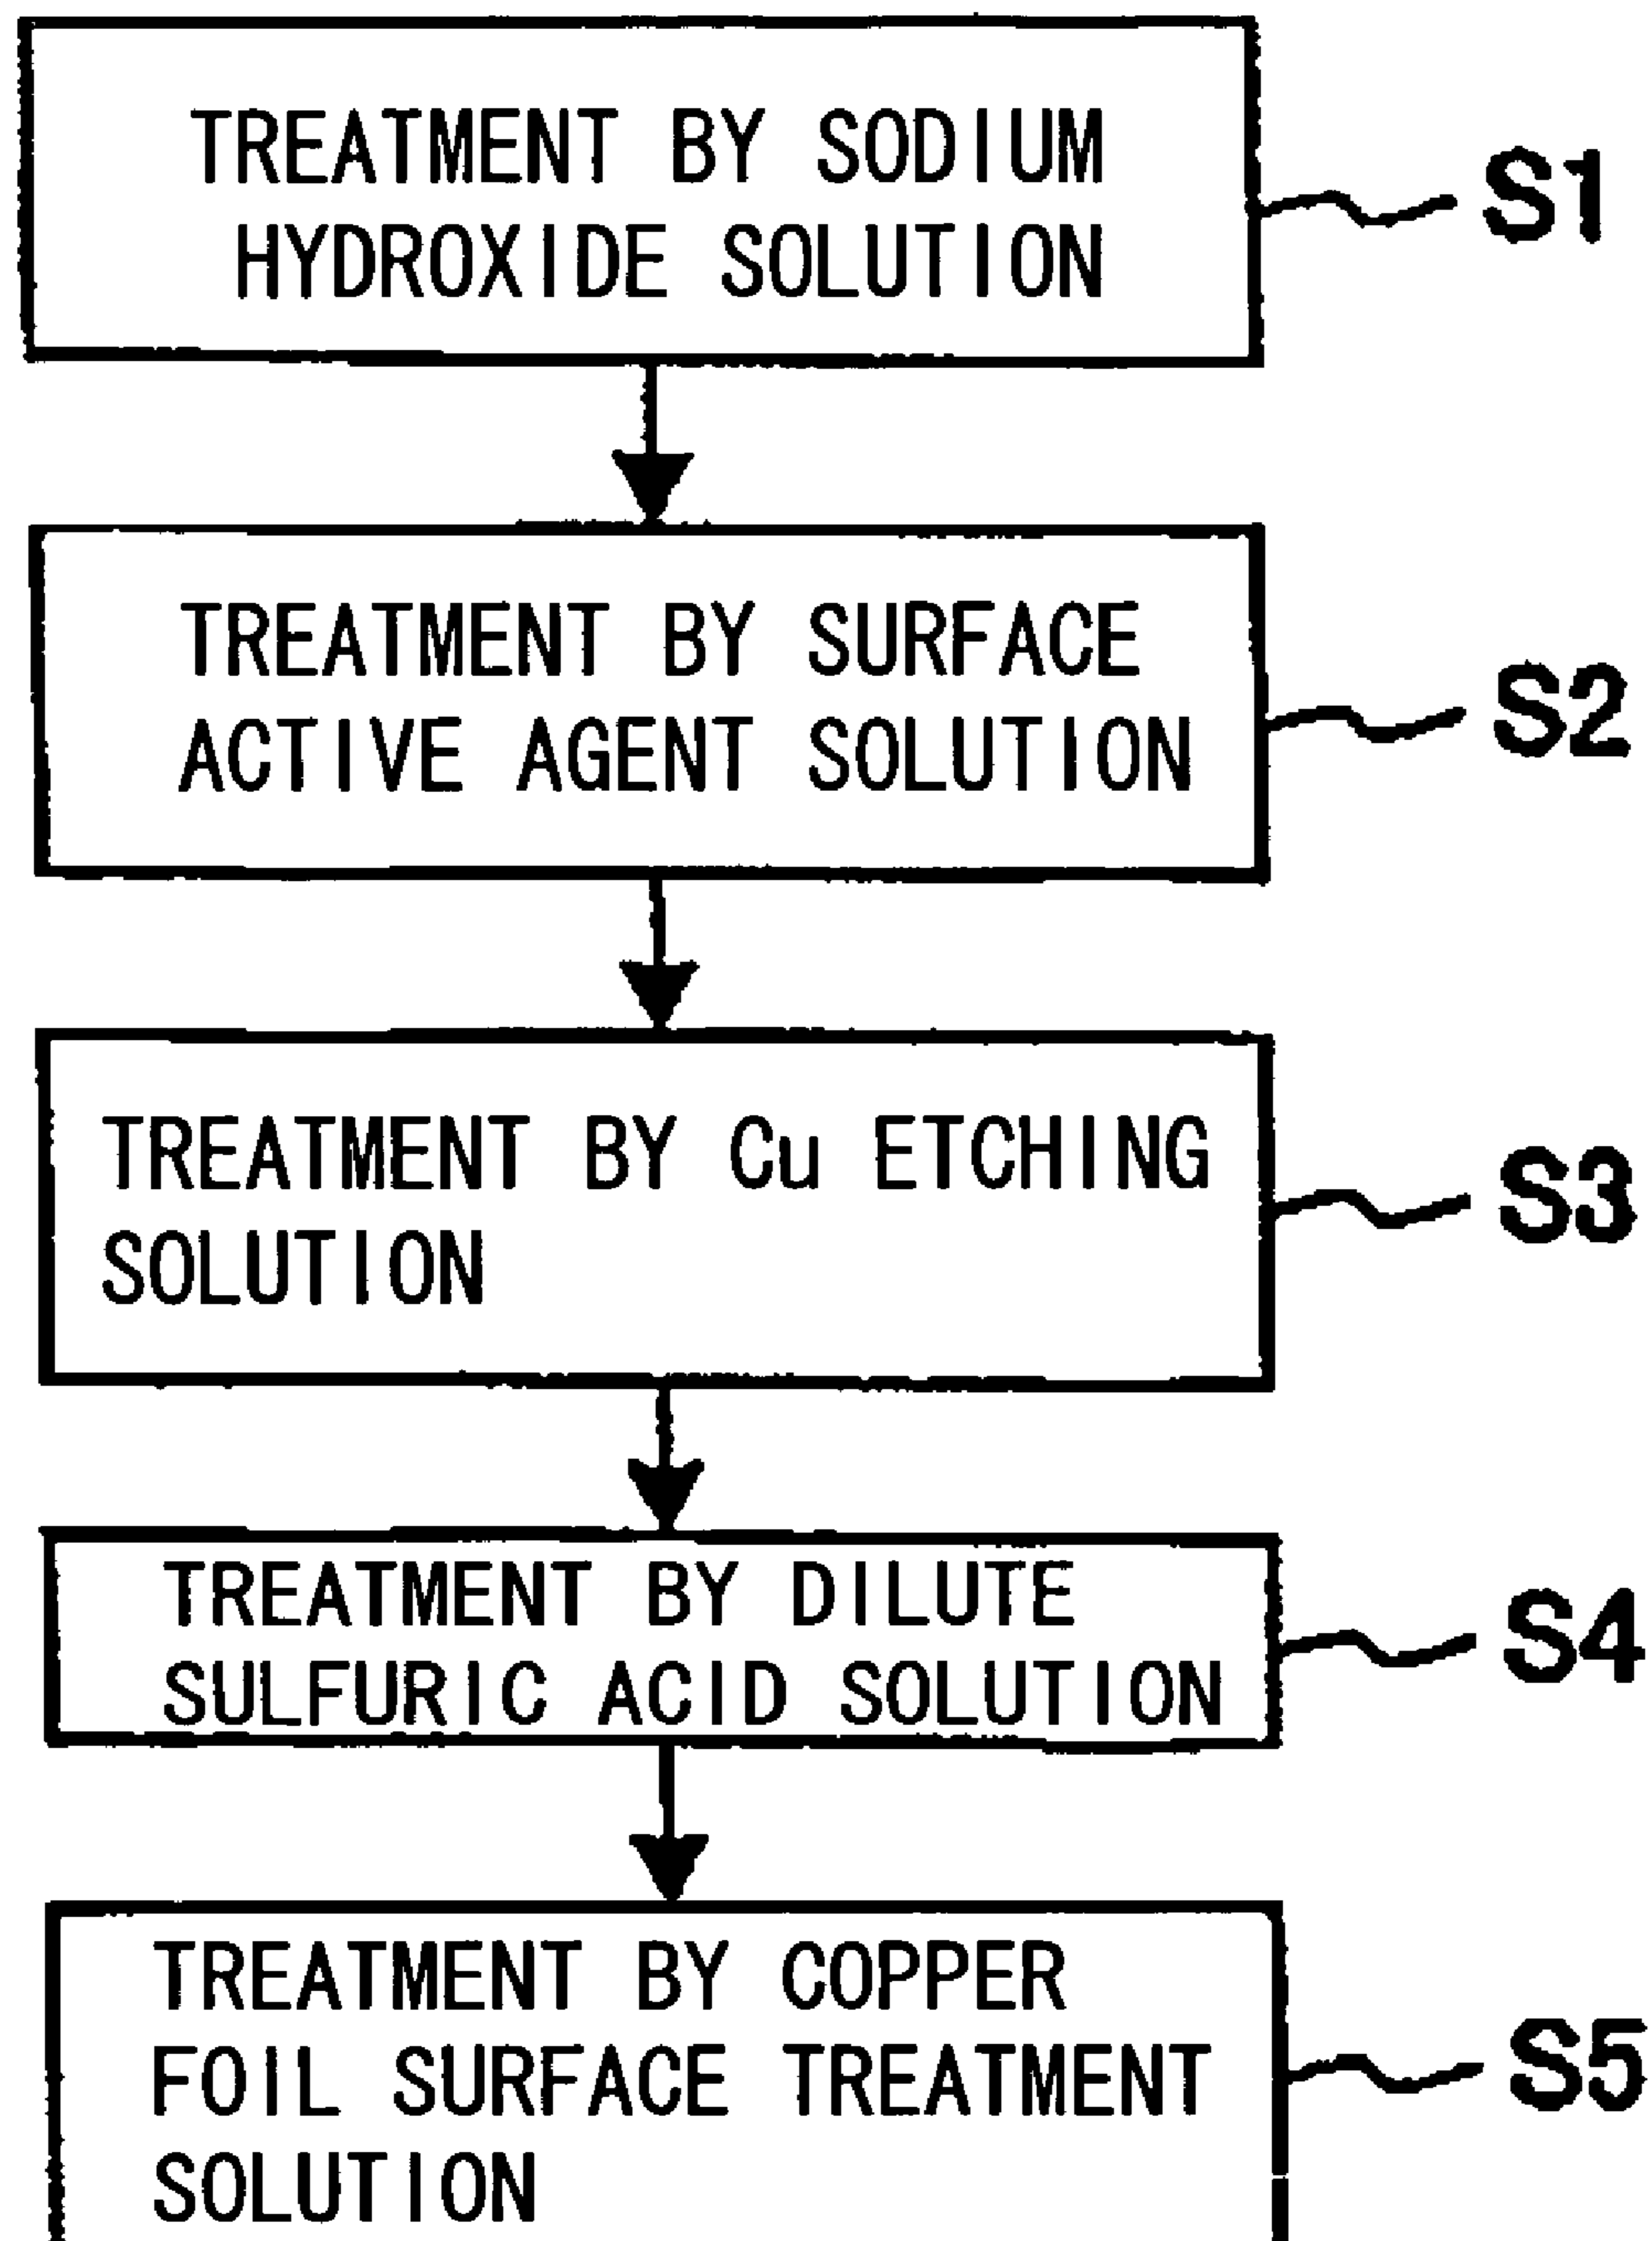 TREATMENT BY SODIUM
HYDROXIDE SOLUTION
S1
TREATMENT BY SURFACE
ACTIVE AGENT SOLUTION
S2
TREATMENT BY Cu ETCHING
SOLUTION
S3
TREATMENT BY DILUTE
SULFURIC ACID SOLUTION
S4
TREATMENT BY COPPER
FOIL SURFACE TREATMENT
SOLUTION
S5